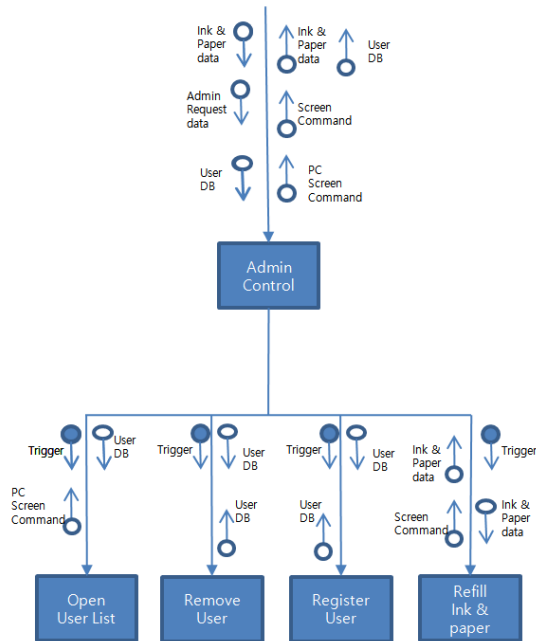 Ink &
Paper
data
Ink &
Paper
data
User
DB
Admin
Request
data
Screen
Command
User
DB
PC
Screen
Command
Admin
Control
Trigger
User
DB
Trigger
User
DB
Trigger
User
DB
Ink &
Paper
data
Trigger
PC
Screen
Command
User
DB
User
DB
Screen
Command
Ink &
Paper
data
Open
User List
Remove
User
Register
User
Refill
Ink &
paper